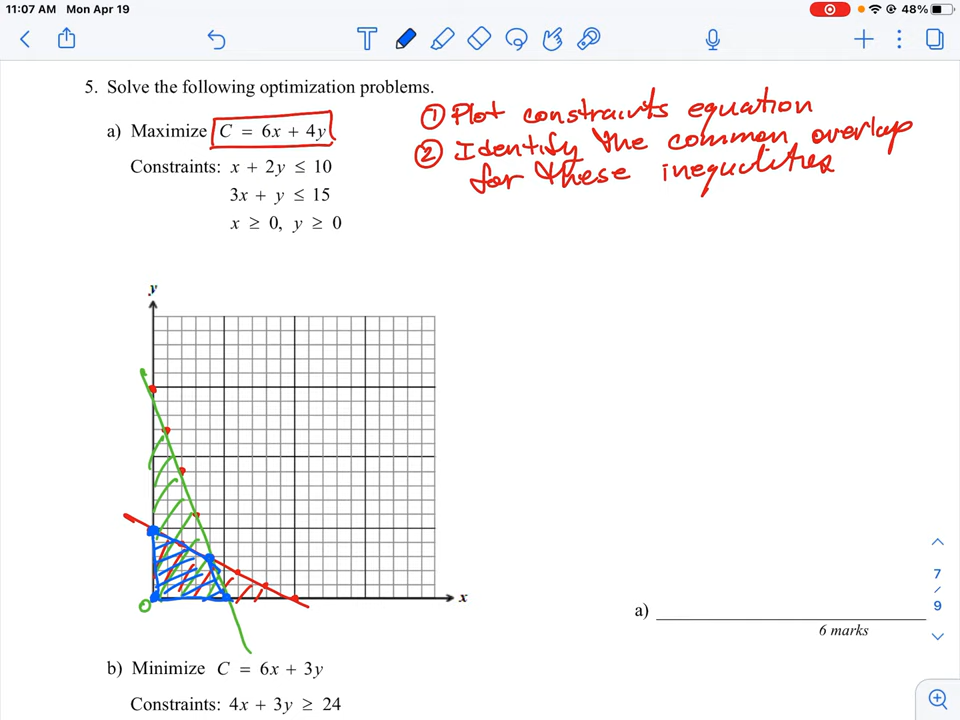 11:07 AM Mon Apr 19
48%
5. Solve the following optimization problems.
a) Maximize C = 6x + 4y
Constraints: x + 2y ≤ 10
3x + y ≤ 15
x ≥ 0, y ≥ 0
① Plot constraints equation
② Identify the common overlap
for these inequalities
y
x
O
7
/
9
a)
6 marks
b) Minimize C = 6x + 3y
Constraints: 4x + 3y ≥ 24